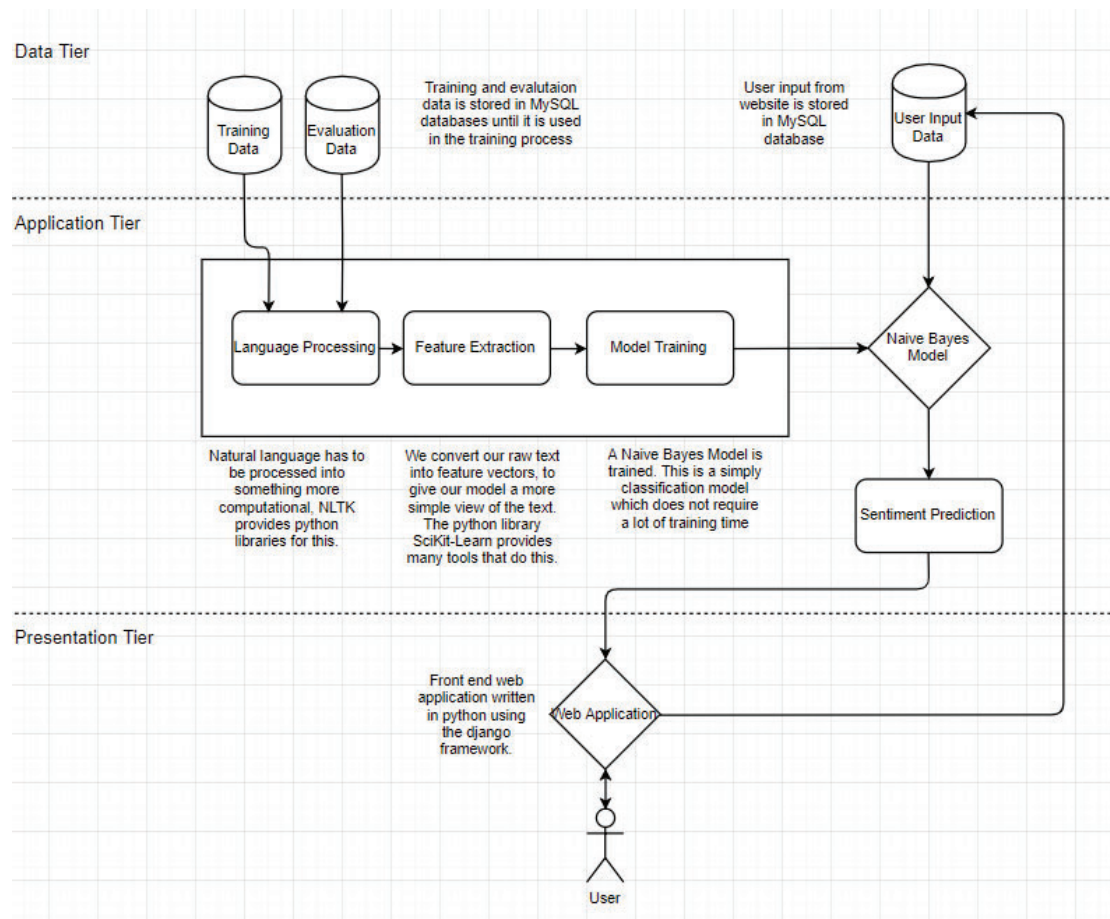 Data Tier
Training
Data
Evaluation
Data
Training and evalutaion
data is stored in MySQL
databases until it is used
in the training process
User input from
website is stored
in MySQL
database
User Input
Data
Application Tier
Language Processing
Feature Extraction
Model Training
Naive Bayes
Model
Natural language has to
be processed into
something more
computational, NLTK
provides python
libraries for this.
We convert our raw text
into feature vectors, to
give our model a more
simple view of the text.
The python library
SciKit-Learn provides
many tools that do this.
A Naive Bayes Model is
trained. This is a simply
classification model
which does not require
a lot of training time
Sentiment Prediction
Presentation Tier
Front end web
application written
in python using
the django
framework.
Web Application
User